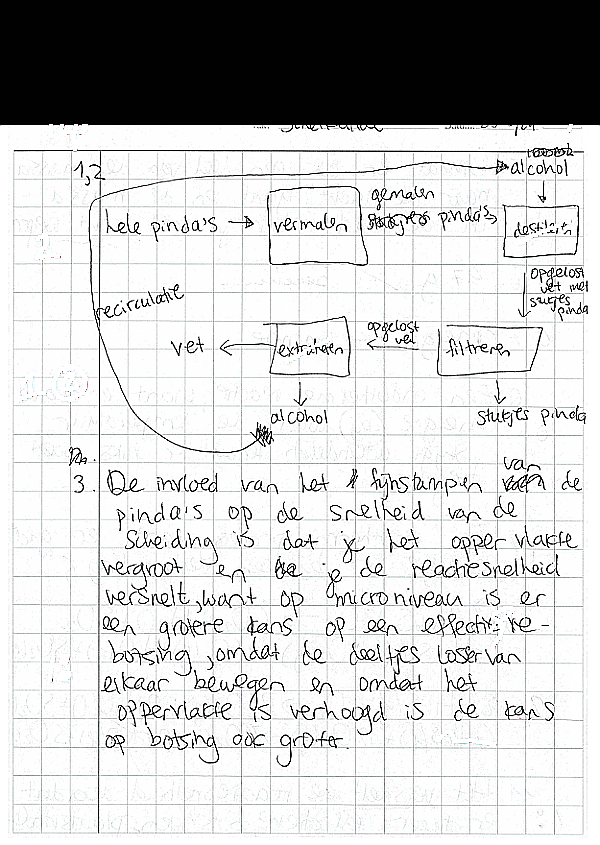 Scheikunde
1,2
alcohol
hele pinda's → vermalen
gemalen
pinda's
destileren
opgelost
vet met
stukjes
pinda
recirculatie
vet ← extraheren
opgelost
vet
filtreren
alcohol
stukjes pinda
3. De invloed van het fijnstampen van de
pinda's op de snelheid van de
scheiding is dat je het oppervlakte
vergroot en je de reactiesnelheid
versnelt, want op microniveau is er
een grotere kans op een effectieve
botsing, omdat de deeltjes losser van
elkaar bewegen en omdat het
oppervlakte is verhoogd is de kans
op botsing ook groter.